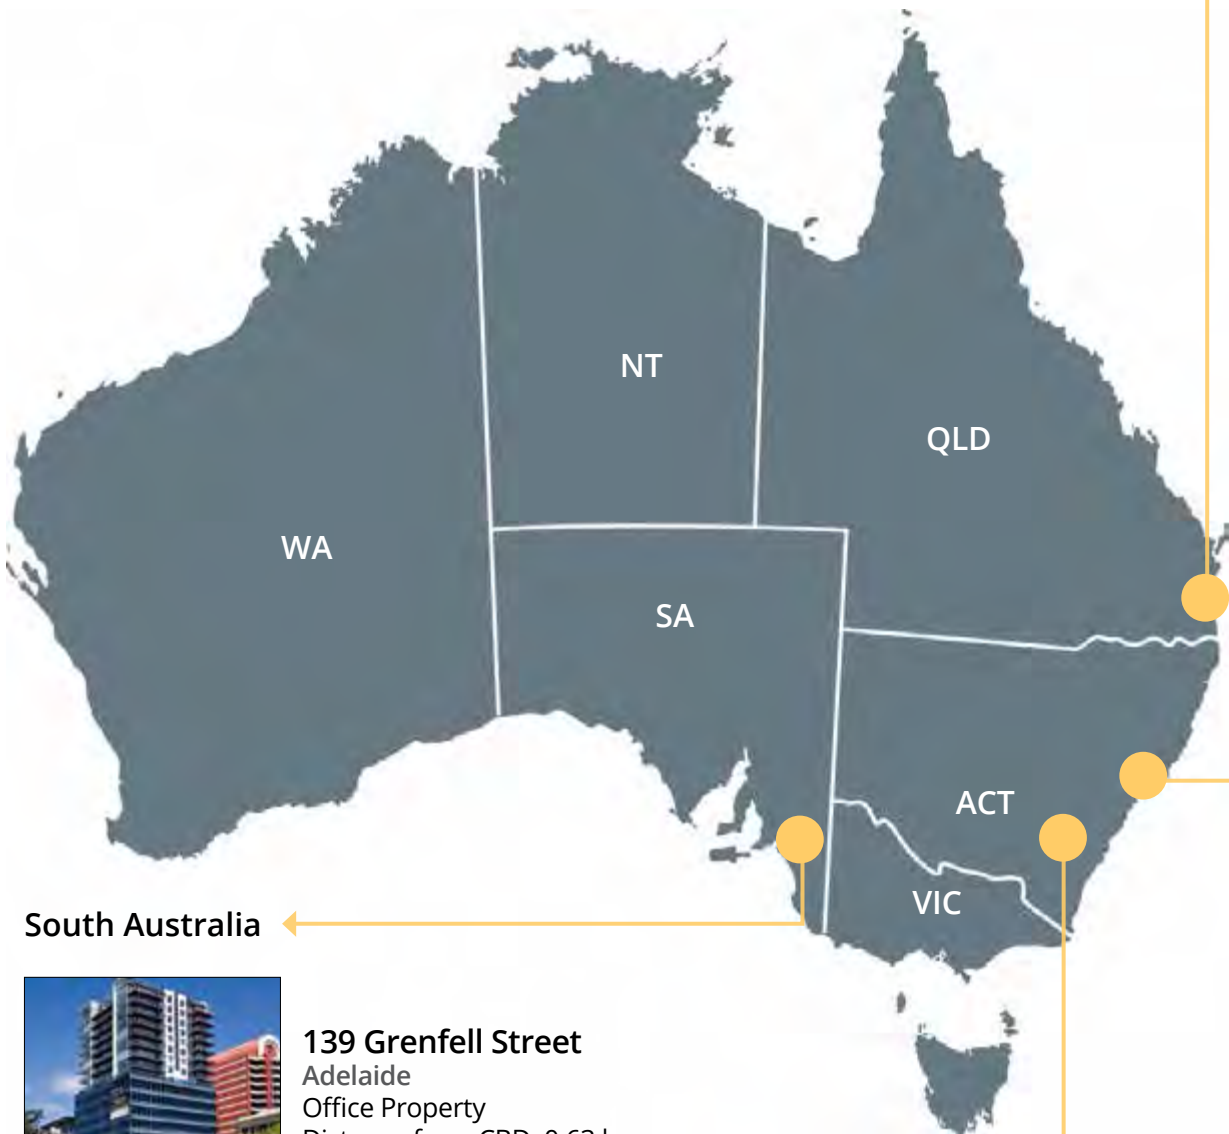 NT
QLD
WA
SA
ACT
VIC
South Australia
139 Grenfell Street
Adelaide
Office Property